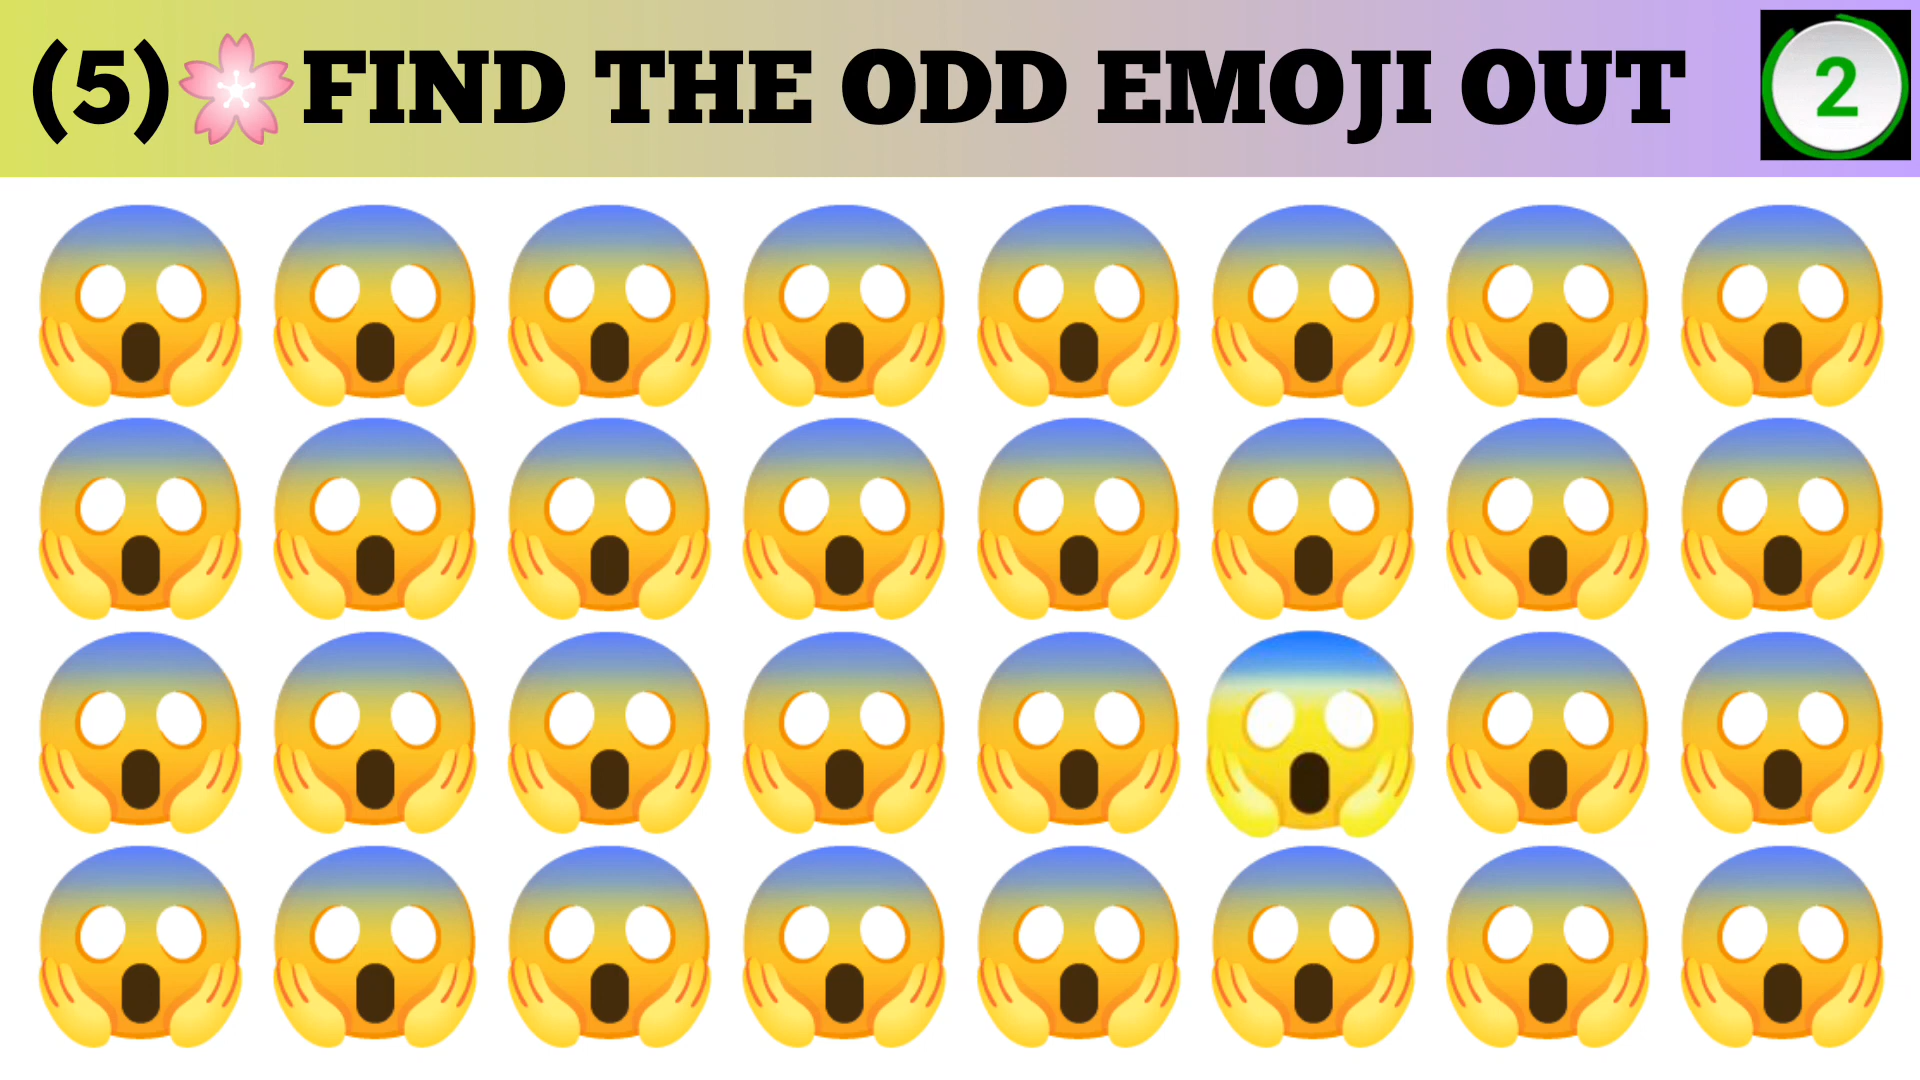 (5)🌸FIND THE ODD EMOJI OUT
2